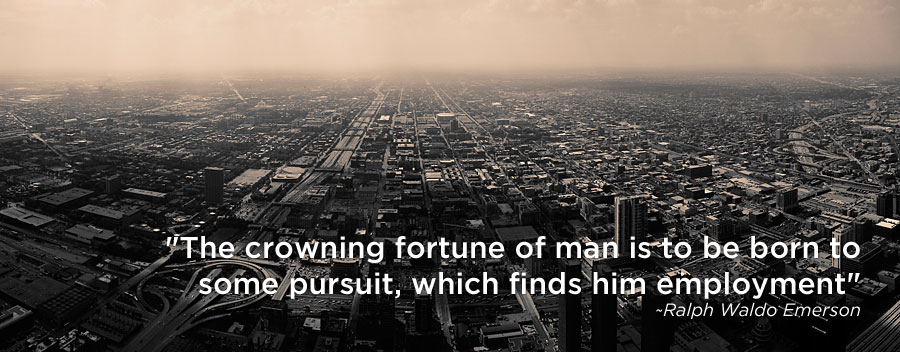 "The crowning fortune of man is to be born to
some pursuit, which finds him employment"
~Ralph Waldo Emerson